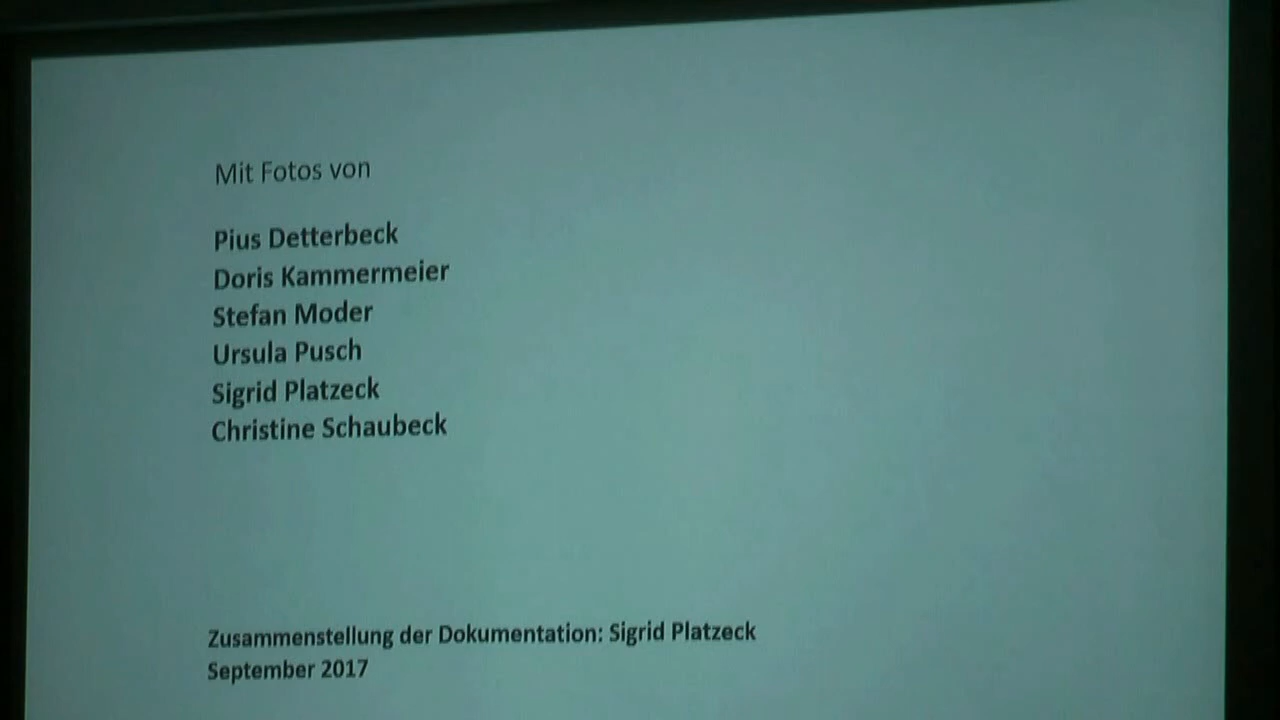 Mit Fotos von
Pius Detterbeck
Doris Kammermeier
Stefan Moder
Ursula Pusch
Sigrid Platzeck
Christine Schaubeck
Zusammenstellung der Dokumentation: Sigrid Platzeck
September 2017